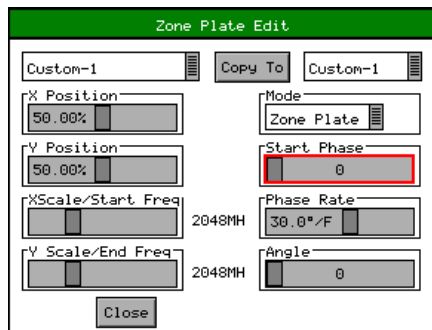 Zone Plate Edit
Custom-1 Copy To Custom-1
X Position Mode
50.00% Zone Plate
Y Position Start Phase
50.00% 0
XScale/Start Freq Phase Rate
2048MH 30.0°/F
Y Scale/End Freq Angle
2048MH 0
Close